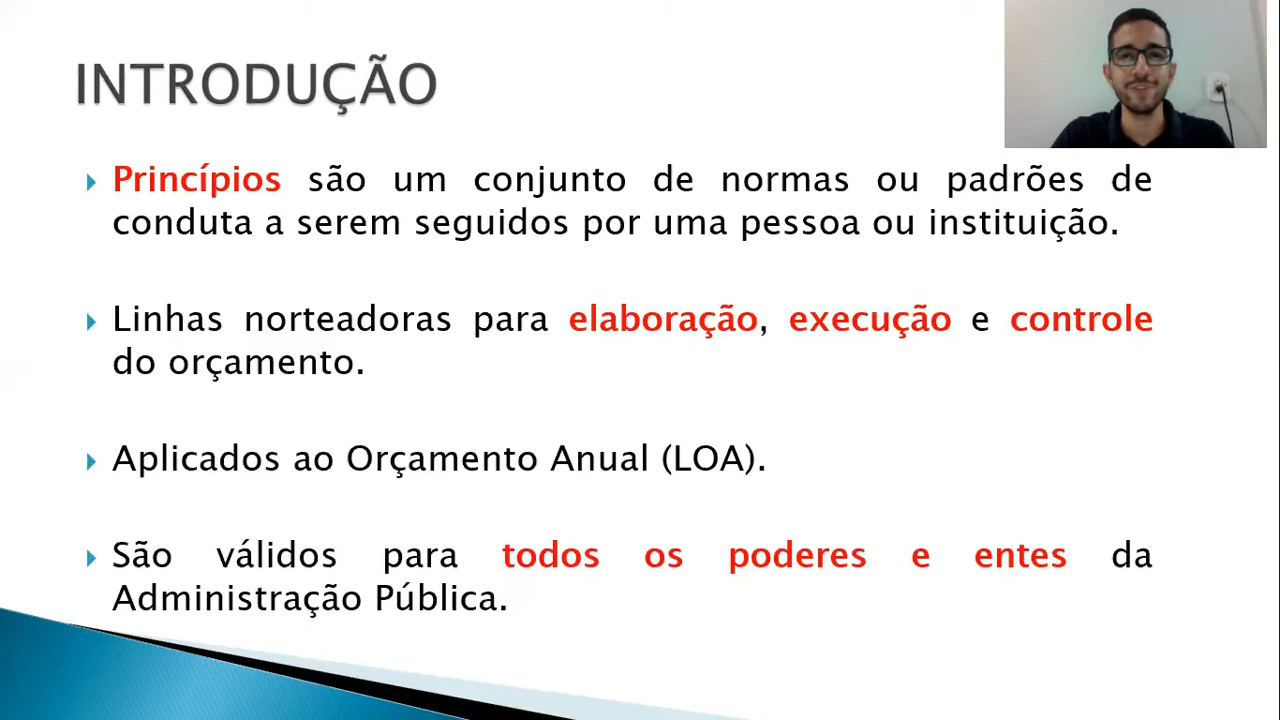 INTRODUÇÃO
Princípios são um conjunto de normas ou padrões de
conduta a serem seguidos por uma pessoa ou instituição.
Linhas norteadoras para elaboração, execução e controle
do orçamento.
Aplicados ao Orçamento Anual (LOA).
São válidos para todos os poderes e entes da
Administração Pública.